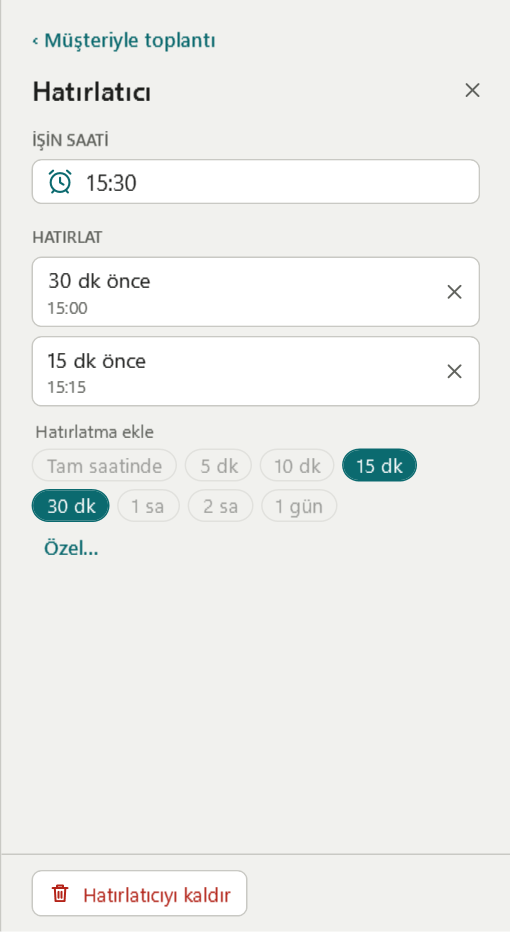 ‹ Müşteriyle toplantı
Hatırlatıcı
İŞİN SAATİ
15:30
HATIRLAT
30 dk önce
15:00
15 dk önce
15:15
Hatırlatma ekle
Tam saatinde 5 dk 10 dk 15 dk
30 dk 1 sa 2 sa 1 gün
Özel...
Hatırlatıcıyı kaldır